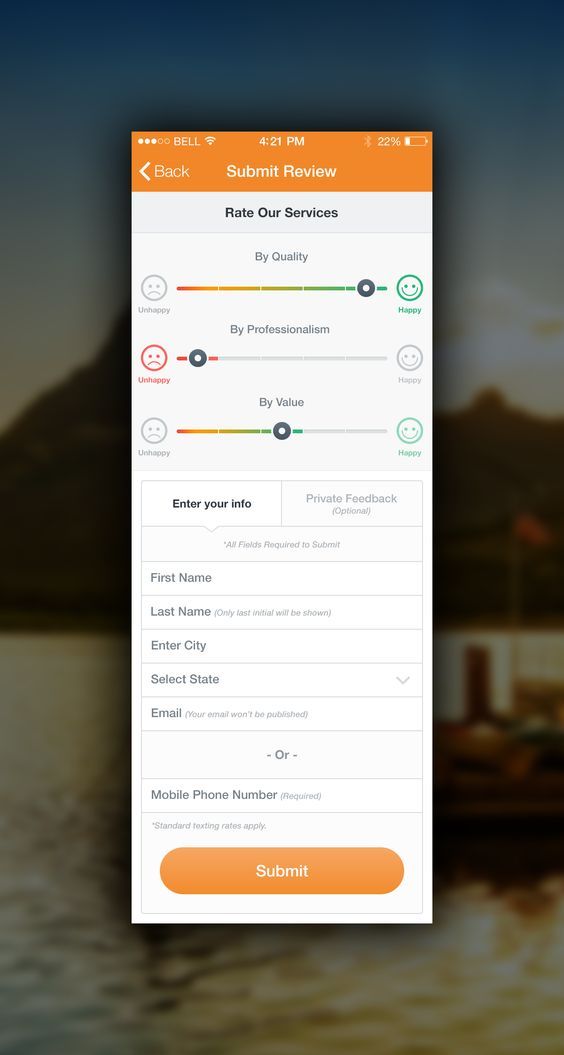 BELL 4:21 PM 22%
Back Submit Review
Rate Our Services
By Quality
Unhappy Happy
By Professionalism
Unhappy Happy
By Value
Unhappy Happy
Enter your info Private Feedback
(Optional)
*All Fields Required to Submit
First Name
Last Name (Only last initial will be shown)
Enter City
Select State
Email (Your email won't be published)
- Or -
Mobile Phone Number (Required)
*Standard texting rates apply.
Submit